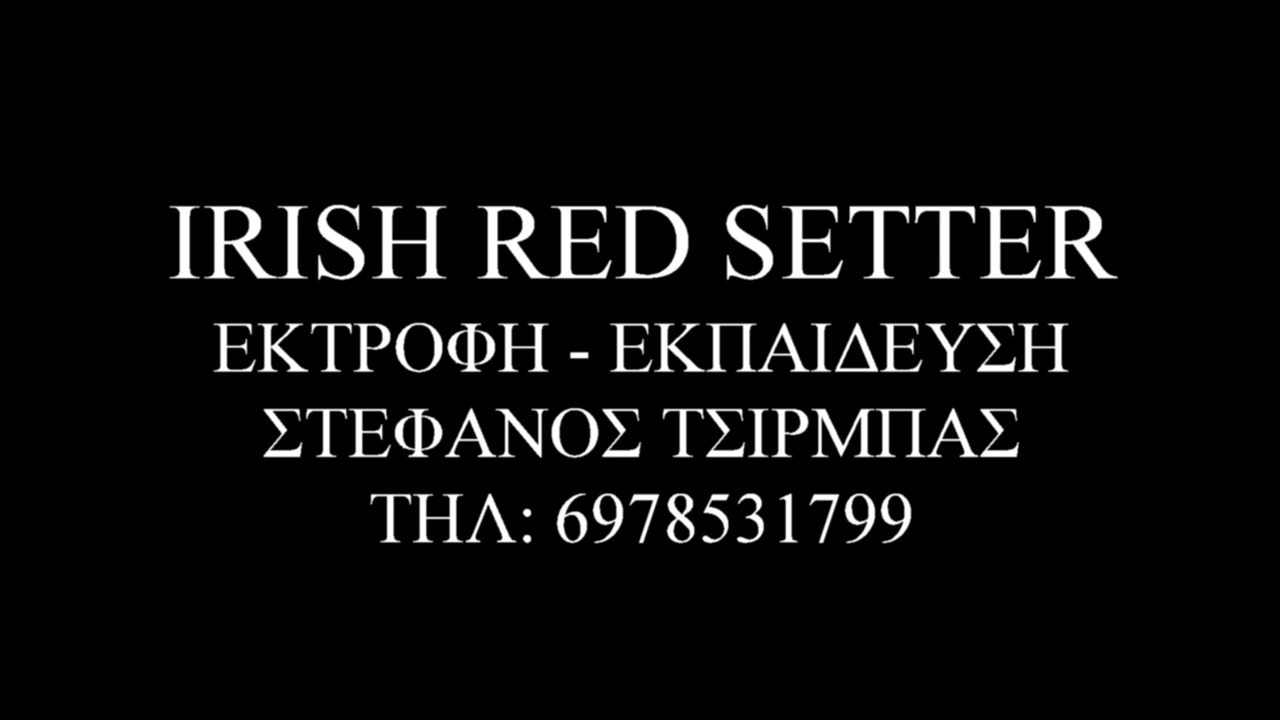 IRISH RED SETTER
ΕΚΤΡΟΦΗ - ΕΚΠΑΙΔΕΥΣΗ
ΣΤΕΦΑΝΟΣ ΤΣΙΡΜΠΑΣ
ΤΗΛ: 6978531799